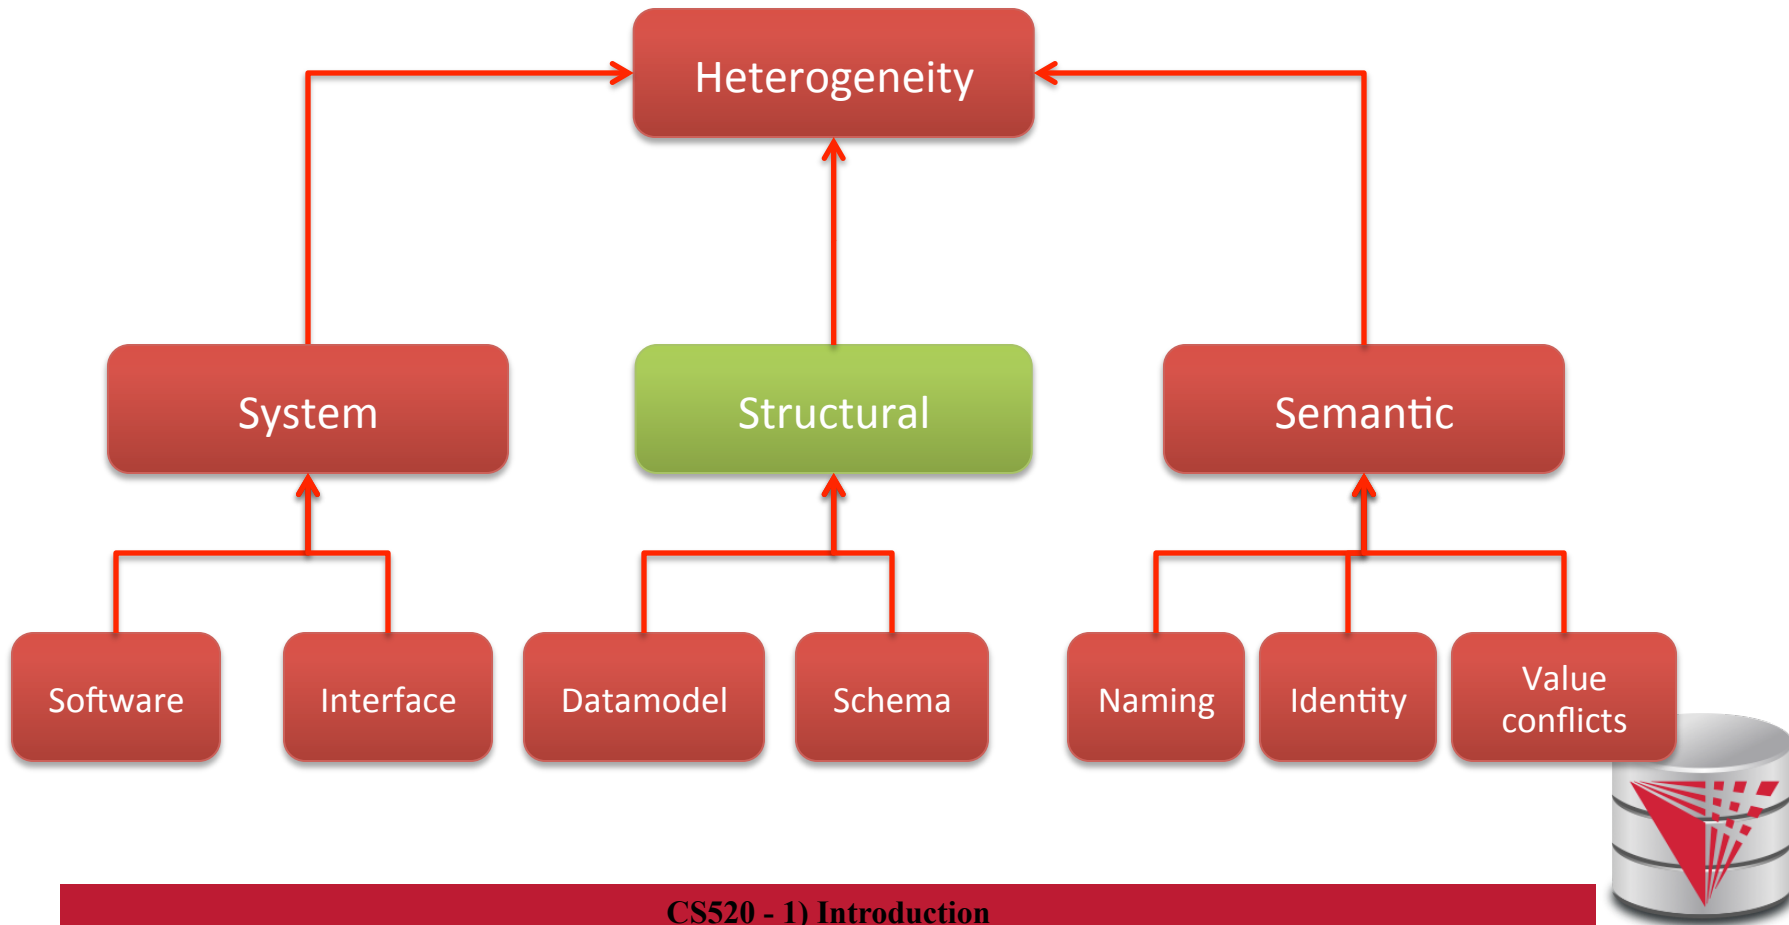 Heterogeneity
System
Structural
Semantic
Software
Interface
Datamodel
Schema
Naming
Identity
Value
conflicts
CS520 - 1) Introduction